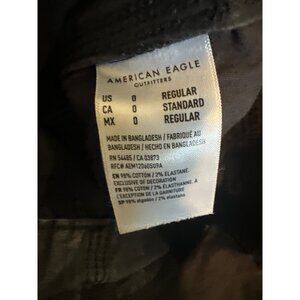 AMERICAN EAGLE
OUTFITTERS
US 0 REGULAR
CA 0 STANDARD
MX 0 REGULAR
MADE IN BANGLADESH / FABRIQUÉ AU
BANGLADESH / HECHO EN BANGLADESH
RN 54485 / CA 03873
RFC# AEM12060509A
EN 98% COTTON / 2% ELASTANE
EXCLUSIVE OF DECORATION
FR 98% COTON / 2% ÉLASTHANNE. À
L'EXCEPTION DE LA GARNITURE
SP 98% algodón / 2% elastano